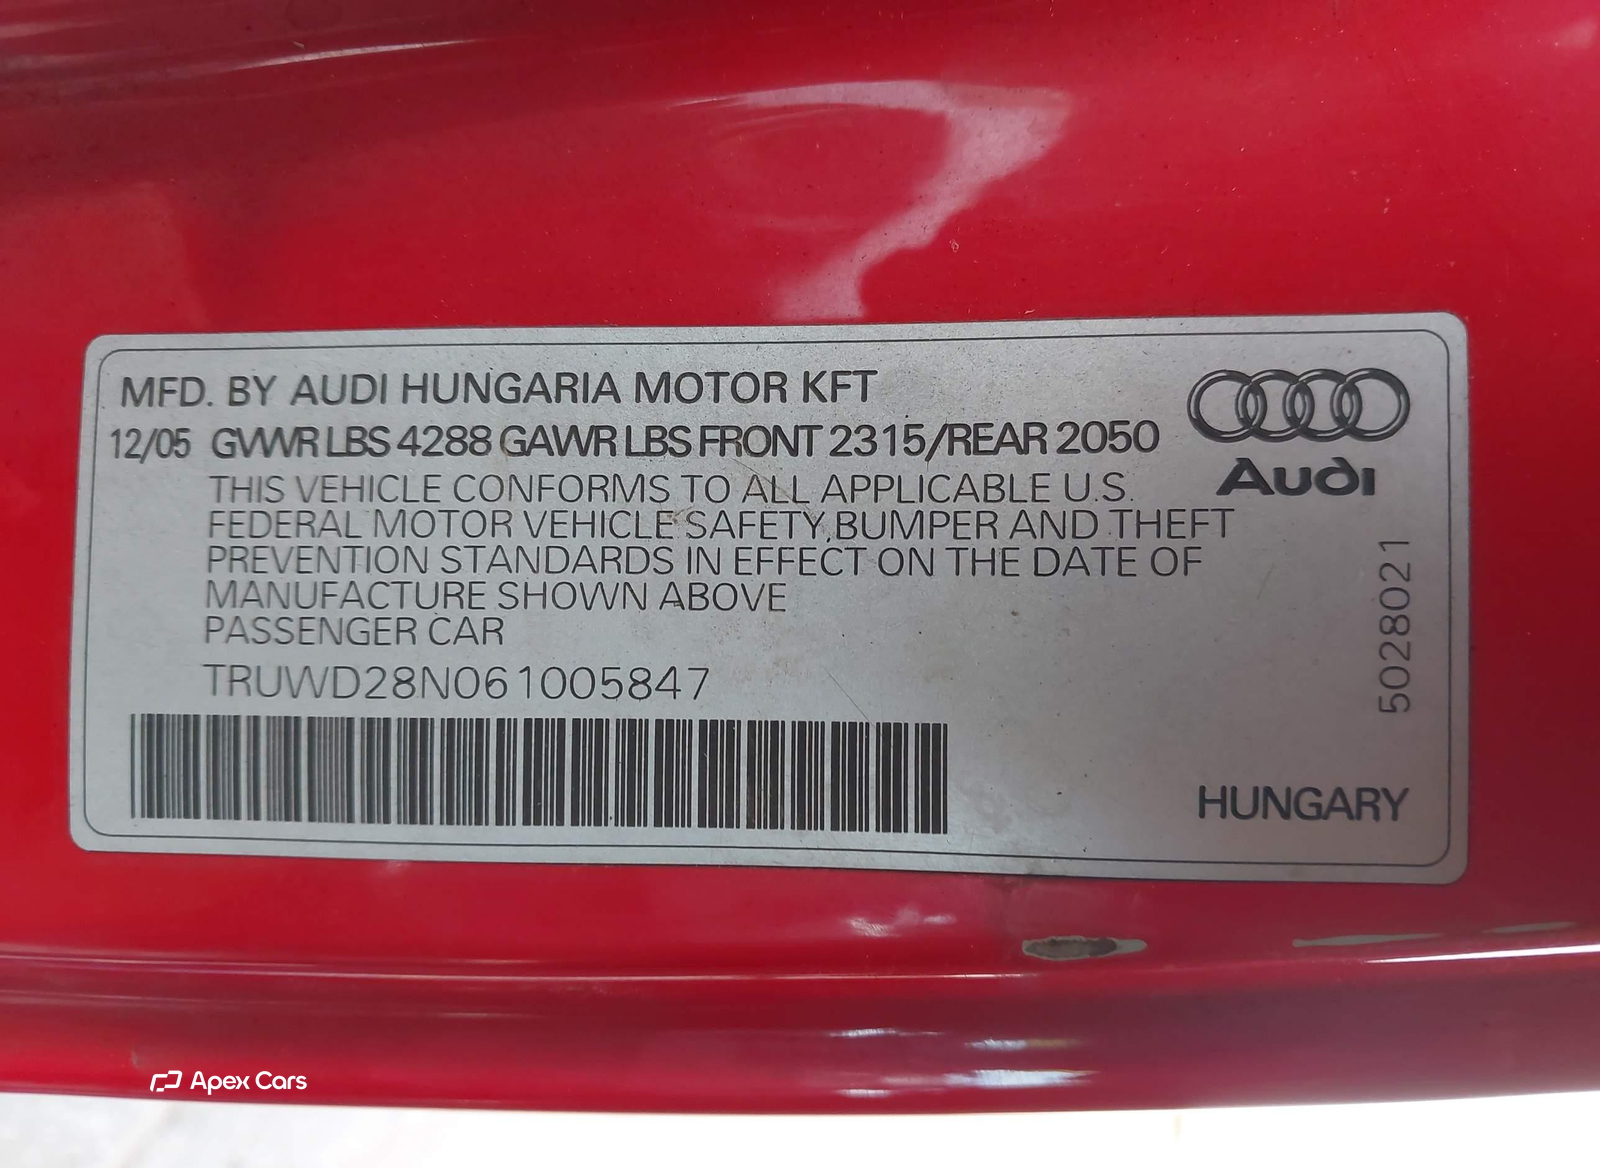 MFD. BY AUDI HUNGARIA MOTOR KFT
12/05 GVWR LBS 4288 GAWR LBS FRONT 2315/REAR 2050
THIS VEHICLE CONFORMS TO ALL APPLICABLE U.S.
FEDERAL MOTOR VEHICLE SAFETY, BUMPER AND THEFT
PREVENTION STANDARDS IN EFFECT ON THE DATE OF
MANUFACTURE SHOWN ABOVE
PASSENGER CAR
TRUWD28N061005847
Audi
5028021
HUNGARY
Apex Cars